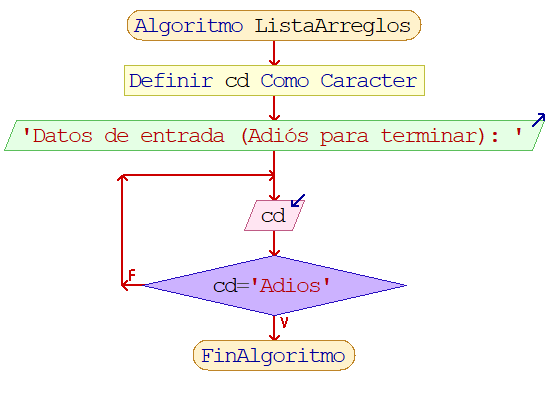 Algoritmo ListaArreglos
Definir cd Como Caracter
'Datos de entrada (Adiós para terminar): '
cd
cd='Adios'
F
V
FinAlgoritmo